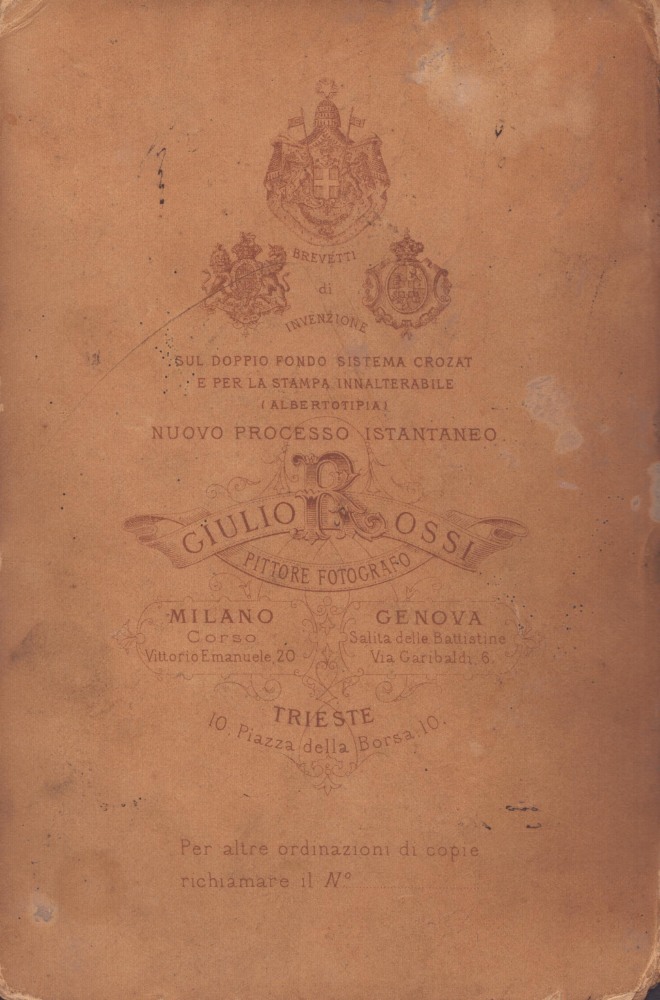 BREVETTI
di
INVENZIONE
SUL DOPPIO FONDO SISTEMA CROZAT
E PER LA STAMPA INNALTERABILE
(ALBERTOTIPIA)
NUOVO PROCESSO ISTANTANEO
GIULIO ROSSI
PITTORE FOTOGRAFO
MILANO
Corso
Vittorio Emanuele, 20
GENOVA
Salita delle Battistine
Via Garibaldi, 6.
TRIESTE
10. Piazza della Borsa 10.
Per altre ordinazioni di copie
richiamare il Nº